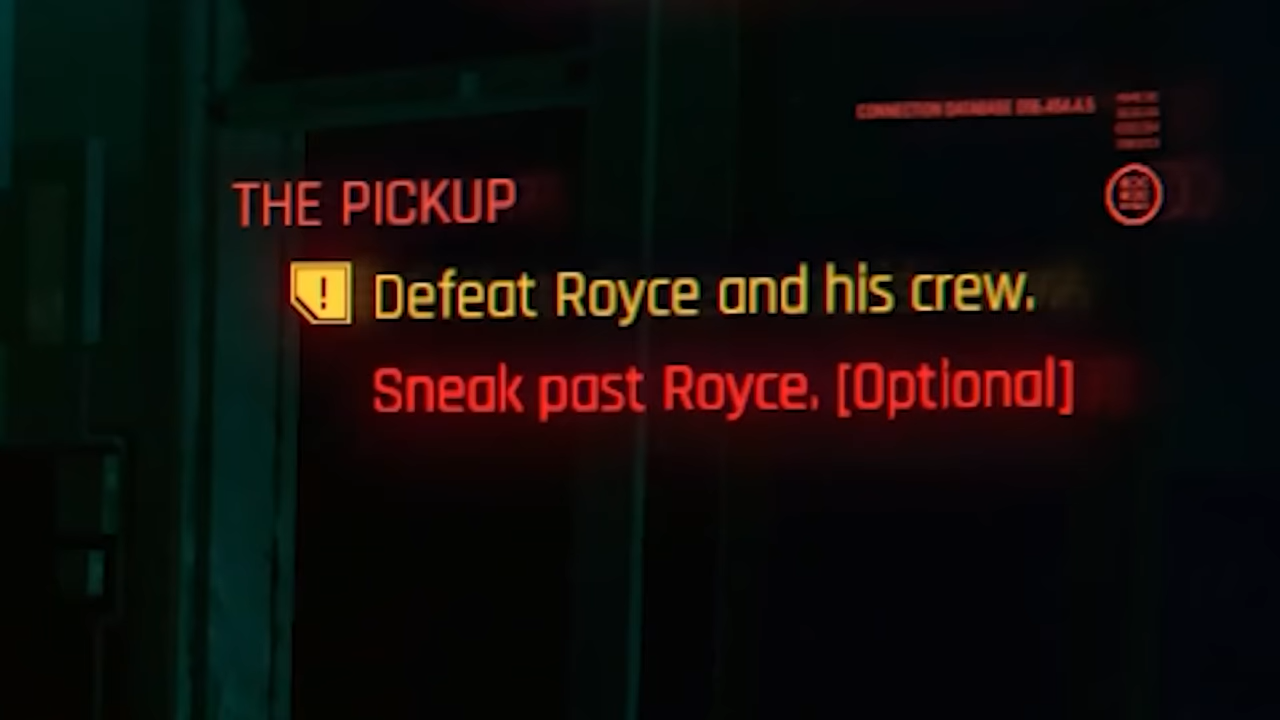 THE PICKUP
! Defeat Royce and his crew.
Sneak past Royce. [Optional]